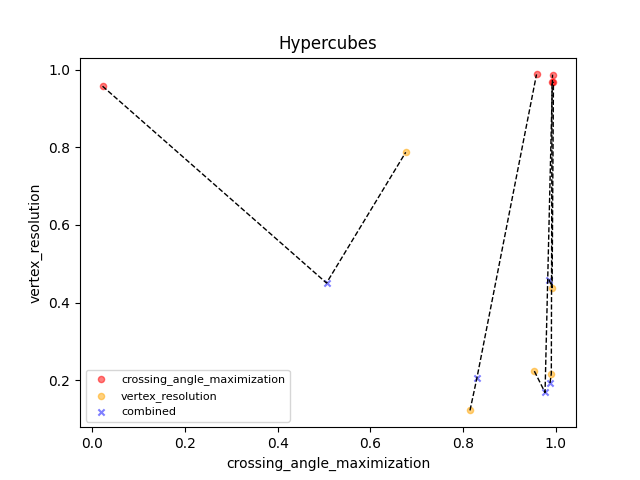 Hypercubes
1.0
0.8
0.6
0.4
0.2
vertex_resolution
crossing_angle_maximization
vertex_resolution
combined
0.0 0.2 0.4 0.6 0.8 1.0
crossing_angle_maximization